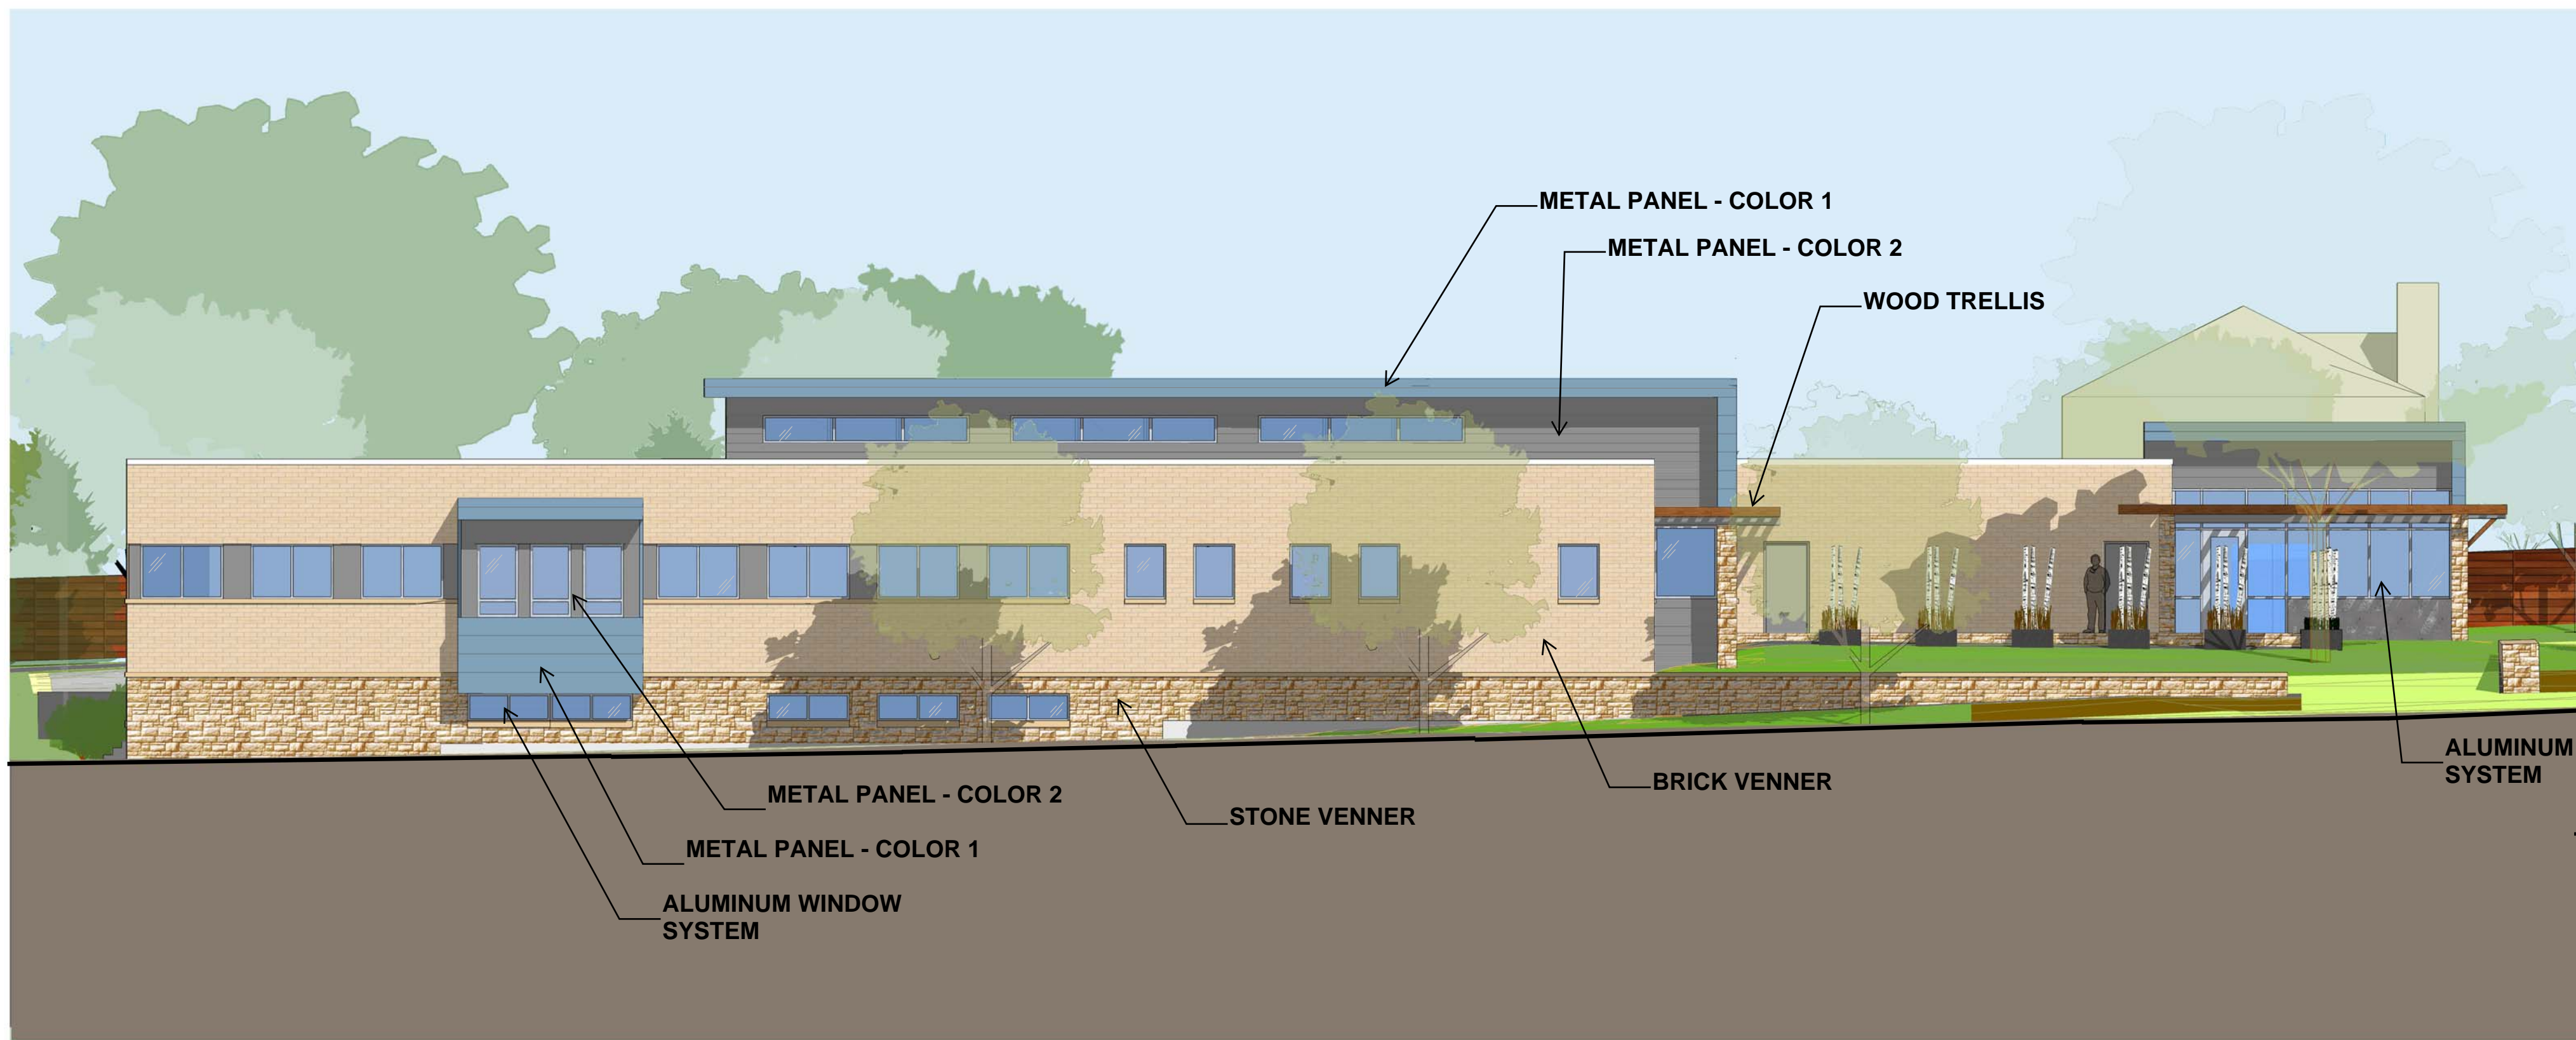 METAL PANEL - COLOR 1
METAL PANEL - COLOR 2
WOOD TRELLIS
ALUMINUM
SYSTEM
BRICK VENNER
METAL PANEL - COLOR 2
STONE VENNER
METAL PANEL - COLOR 1
ALUMINUM WINDOW
SYSTEM